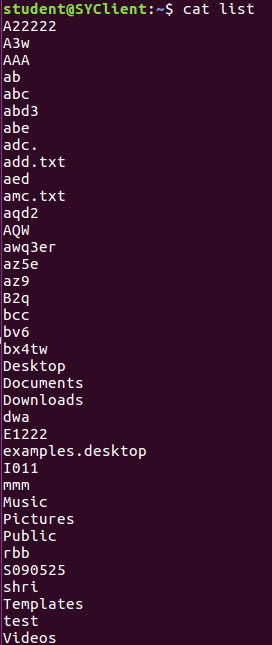 student@SYClient:~$ cat list
A22222
A3w
AAA
ab
abc
abd3
abe
adc.
add.txt
aed
amc.txt
aqd2
AQW
awq3er
az5e
az9
B2q
bcc
bv6
bx4tw
Desktop
Documents
Downloads
dwa
E1222
examples.desktop
I011
mmm
Music
Pictures
Public
rbb
S090525
shri
Templates
test
Videos